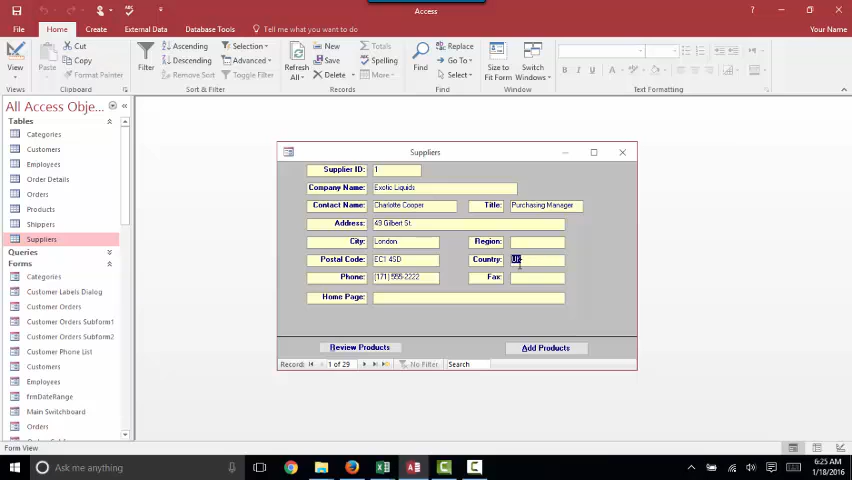 Access
Your Name
File
Home
Create
External Data
Database Tools
Tell me what you want to do
View
Views
Paste
Cut
Copy
Format Painter
Clipboard
Filter
Ascending
Descending
Remove Sort
Selection
Advanced
Toggle Filter
Sort & Filter
Refresh All
New
Save
Delete
Totals
Spelling
More
Records
Find
Replace
Go To
Select
Find
Size to Fit Form
Switch Windows
Window
B I U A
Text Formatting
All Access Obje...
Tables
Categories
Customers
Employees
Order Details
Orders
Products
Shippers
Suppliers
Queries
Forms
Categories
Customer Labels Dialog
Customer Orders
Customer Orders Subform1
Customer Orders Subform2
Customer Phone List
Customers
Employees
frmDateRange
Main Switchboard
Orders
Suppliers
Supplier ID: 1
Company Name: Exotic Liquids
Contact Name: Charlotte Cooper Title: Purchasing Manager
Address: 49 Gilbert St.
City: London Region:
Postal Code: EC1 4SD Country: UK
Phone: (171) 555-2222 Fax:
Home Page:
Review Products Add Products
Record: 1 of 29 No Filter Search
Form View
Ask me anything
6:25 AM
1/18/2016